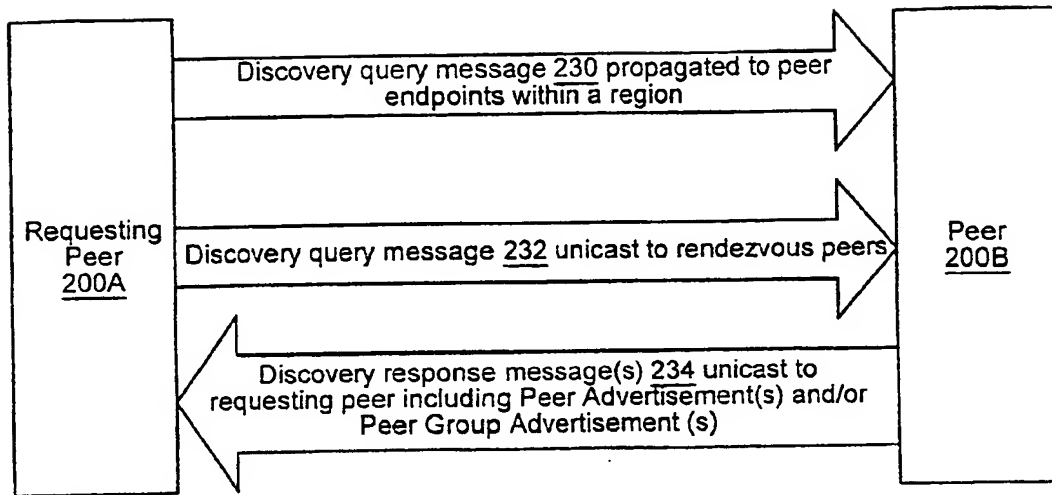 Discovery query message 230 propagated to peer
endpoints within a region
Requesting
Peer
200A
Discovery query message 232 unicast to rendezvous peers
Peer
200B
Discovery response message(s) 234 unicast to
requesting peer including Peer Advertisement(s) and/or
Peer Group Advertisement (s)